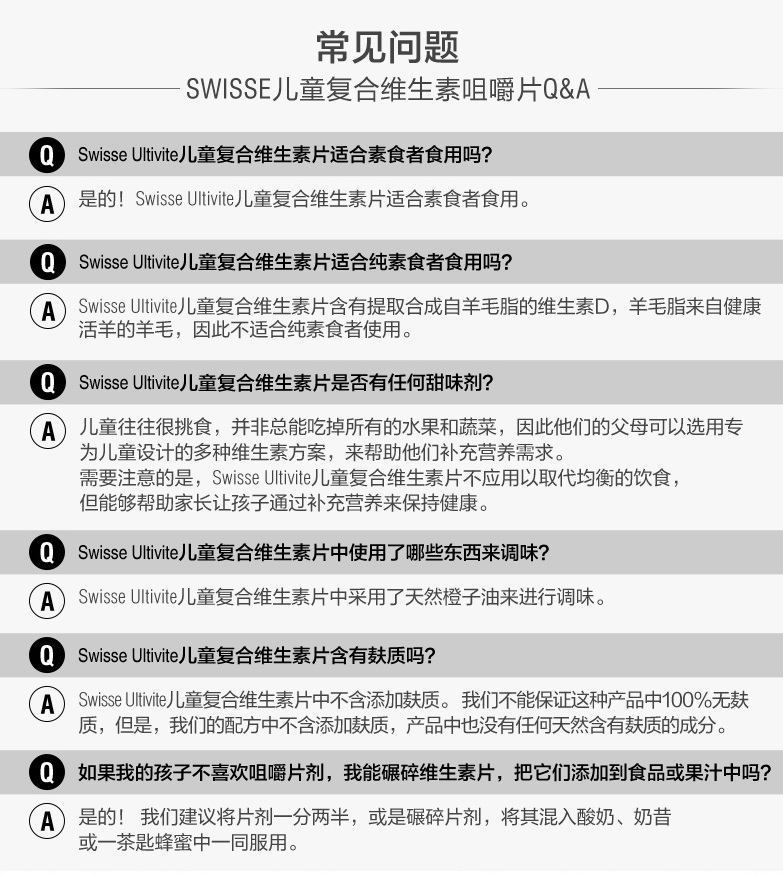 常见问题
SWISSE儿童复合维生素咀嚼片Q&A
Q Swisse Ultivite儿童复合维生素片适合素食者食用吗?
A 是的！Swisse Ultivite儿童复合维生素片适合素食者食用。
Q Swisse Ultivite儿童复合维生素片适合纯素食者食用吗?
A Swisse Ultivite儿童复合维生素片含有提取合成自羊毛脂的维生素D，羊毛脂来自健康
活羊的羊毛，因此不适合纯素食者使用。
Q Swisse Ultivite儿童复合维生素片是否有任何甜味剂?
A 儿童往往很挑食，并非总能吃掉所有的水果和蔬菜，因此他们的父母可以选用专
为儿童设计的多种维生素方案，来帮助他们补充营养需求。
需要注意的是，Swisse Ultivite儿童复合维生素片不应用以取代均衡的饮食，
但能够帮助家长让孩子通过补充营养来保持健康。
Q Swisse Ultivite儿童复合维生素片中使用了哪些东西来调味?
A Swisse Ultivite儿童复合维生素片中采用了天然橙子油来进行调味。
Q Swisse Ultivite儿童复合维生素片含有麸质吗?
A Swisse Ultivite儿童复合维生素片中不含添加麸质。 我们不能保证这种产品中100%无麸
质，但是，我们的配方中不含添加麸质，产品中也没有任何天然含有麸质的成分。
Q 如果我的孩子不喜欢咀嚼片剂，我能碾碎维生素片，把它们添加到食品或果汁中吗?
A 是的！ 我们建议将片剂一分两半，或是碾碎片剂，将其混入酸奶、奶昔
或一茶匙蜂蜜中一同服用。